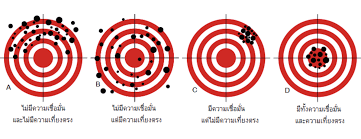 A
B
C
D
ไม่มีความเชื่อมั่น
และไม่มีความเที่ยงตรง
ไม่มีความเชื่อมั่น
แต่มีความเที่ยงตรง
มีความเชื่อมั่น
แต่ไม่มีความเที่ยงตรง
มีทั้งความเชื่อมั่น
และความเที่ยงตรง